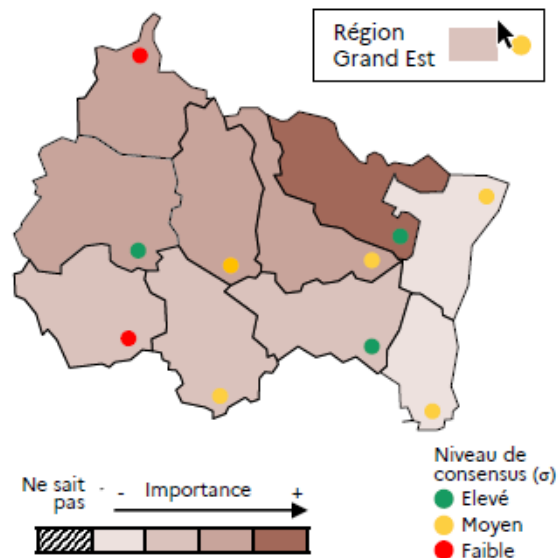 Région
Grand Est
Ne sait
pas
- - Importance +
Niveau de
consensus (σ)
Elevé
Moyen
Faible